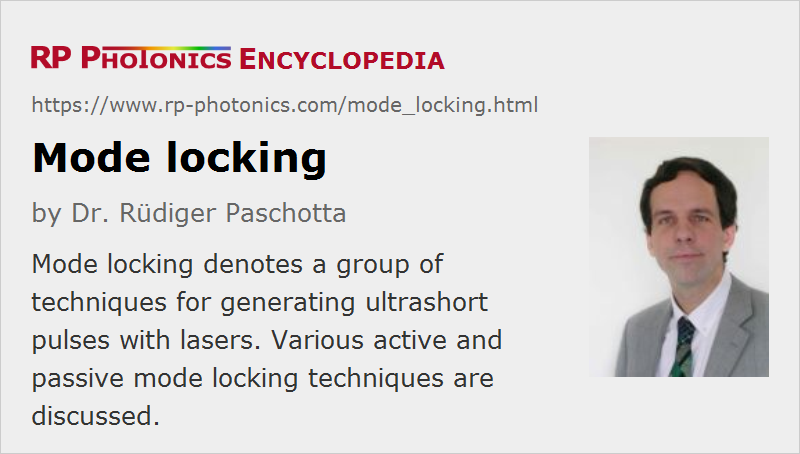 RP PHOTONICS ENCYCLOPEDIA
https://www.rp-photonics.com/mode_locking.html
Mode locking
by Dr. Rüdiger Paschotta
Mode locking denotes a group of
techniques for generating ultrashort
pulses with lasers. Various active and
passive mode locking techniques are
discussed.